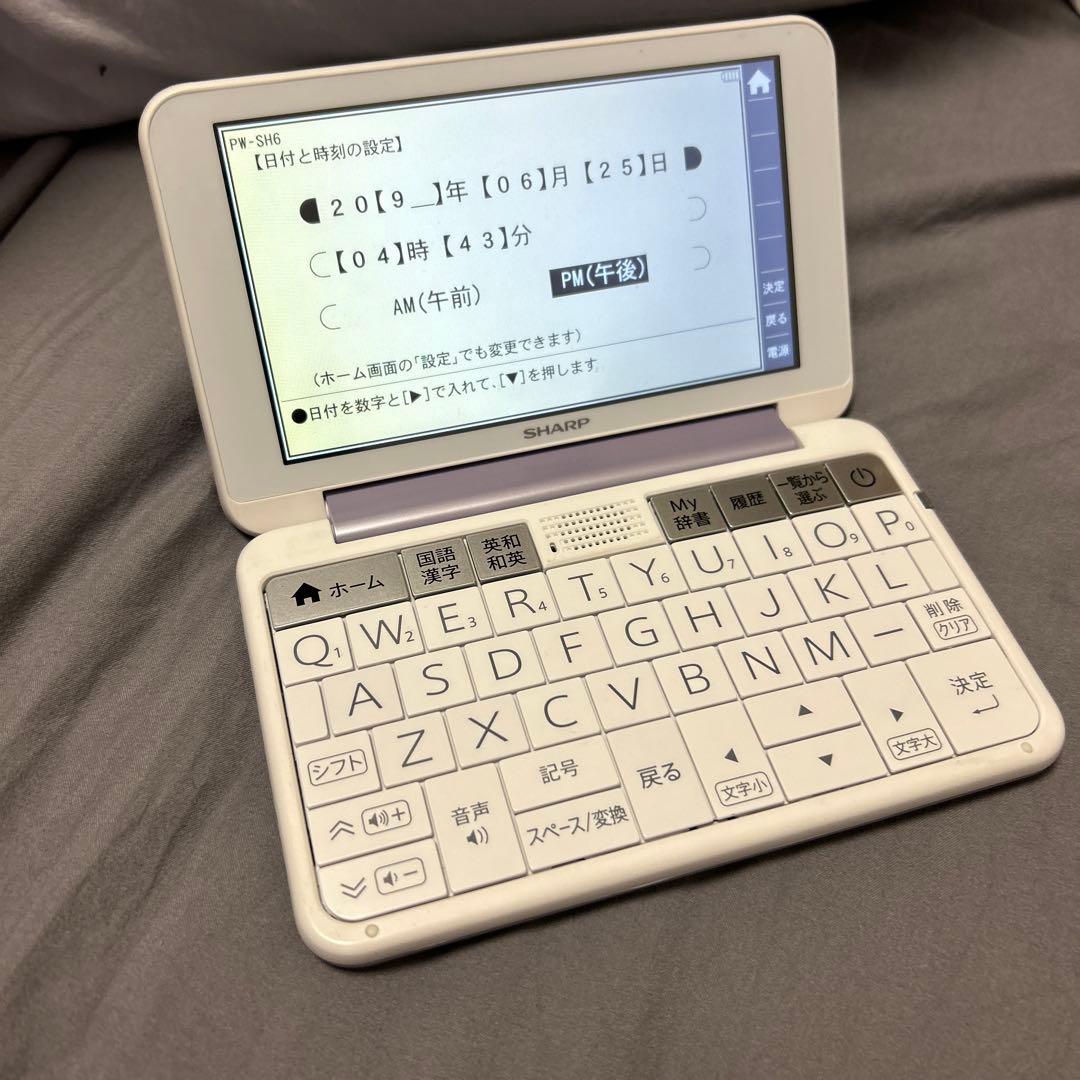 PW-SH6
【日付と時刻の設定】
20【9_】年【06】月【25】日
【04】時【43】分
AM(午前) PM(午後)
(ホーム画面の「設定」でも変更できます)
●日付を数字と[▶]で入れて、[▼]を押します
決定
戻る
電源
SHARP
ホーム 国語漢字 英和和英 My辞書 履歴 一覧から選ぶ
Q1 W2 E3 R4 T5 Y6 U7 I8 O9 P0
A S D F G H J K L 削除 クリア
シフト Z X C V B N M ー 決定
音声 記号 戻る ▲ ▶ 文字大
+ スペース/変換 ◀ 文字小 ▼
−